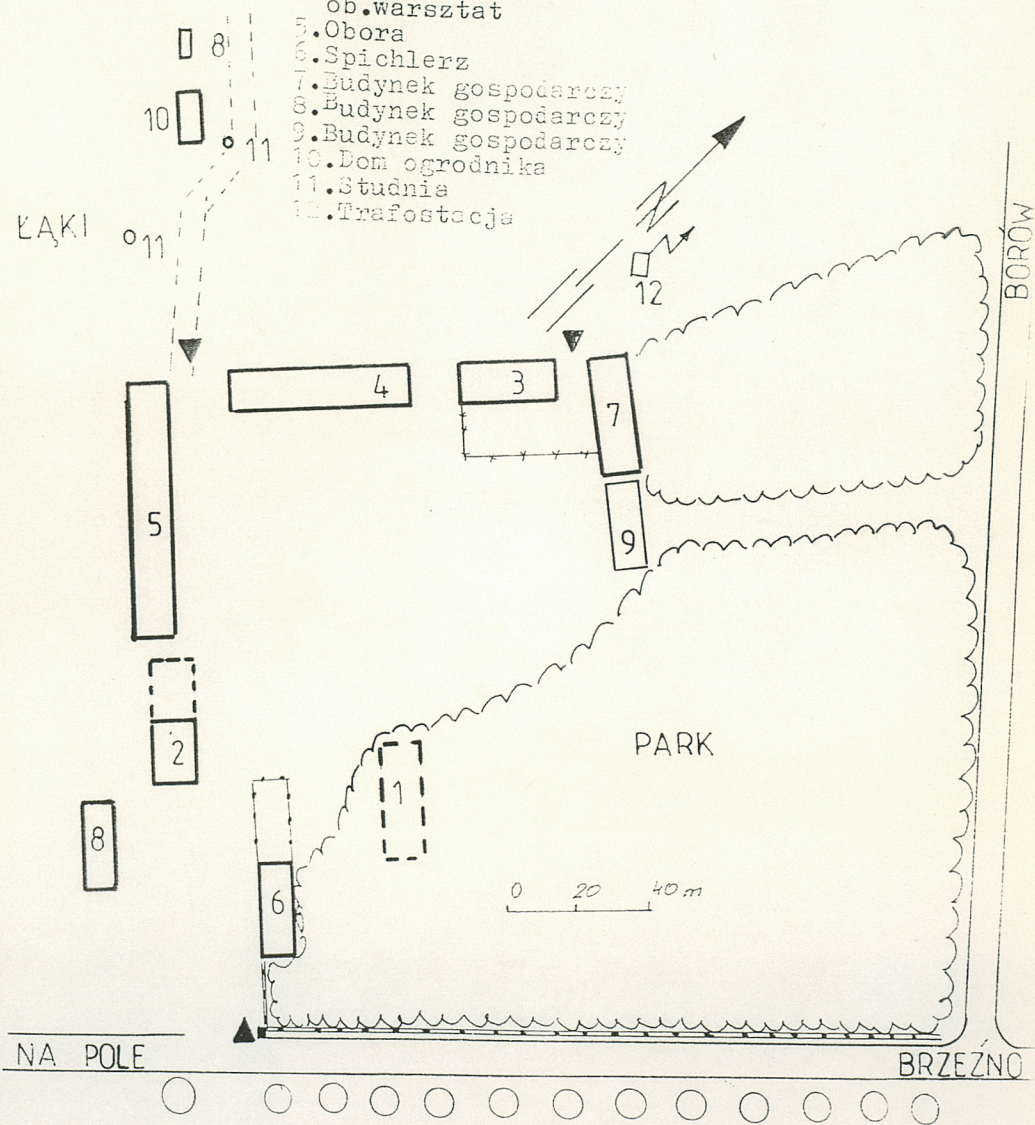 ob.warsztat
5.Obora
6.Spichlerz
7.Budynek gospodarczy
8.Budynek gospodarczy
9.Budynek gospodarczy
10.Dom ogrodnika
11.Studnia
12.Trafostacja
8
10
11
ŁĄKI
11
N
12
BORÓW
4
3
7
5
9
2
PARK
1
8
6
0 20 40 m
NA POLE
BRZEŹNO